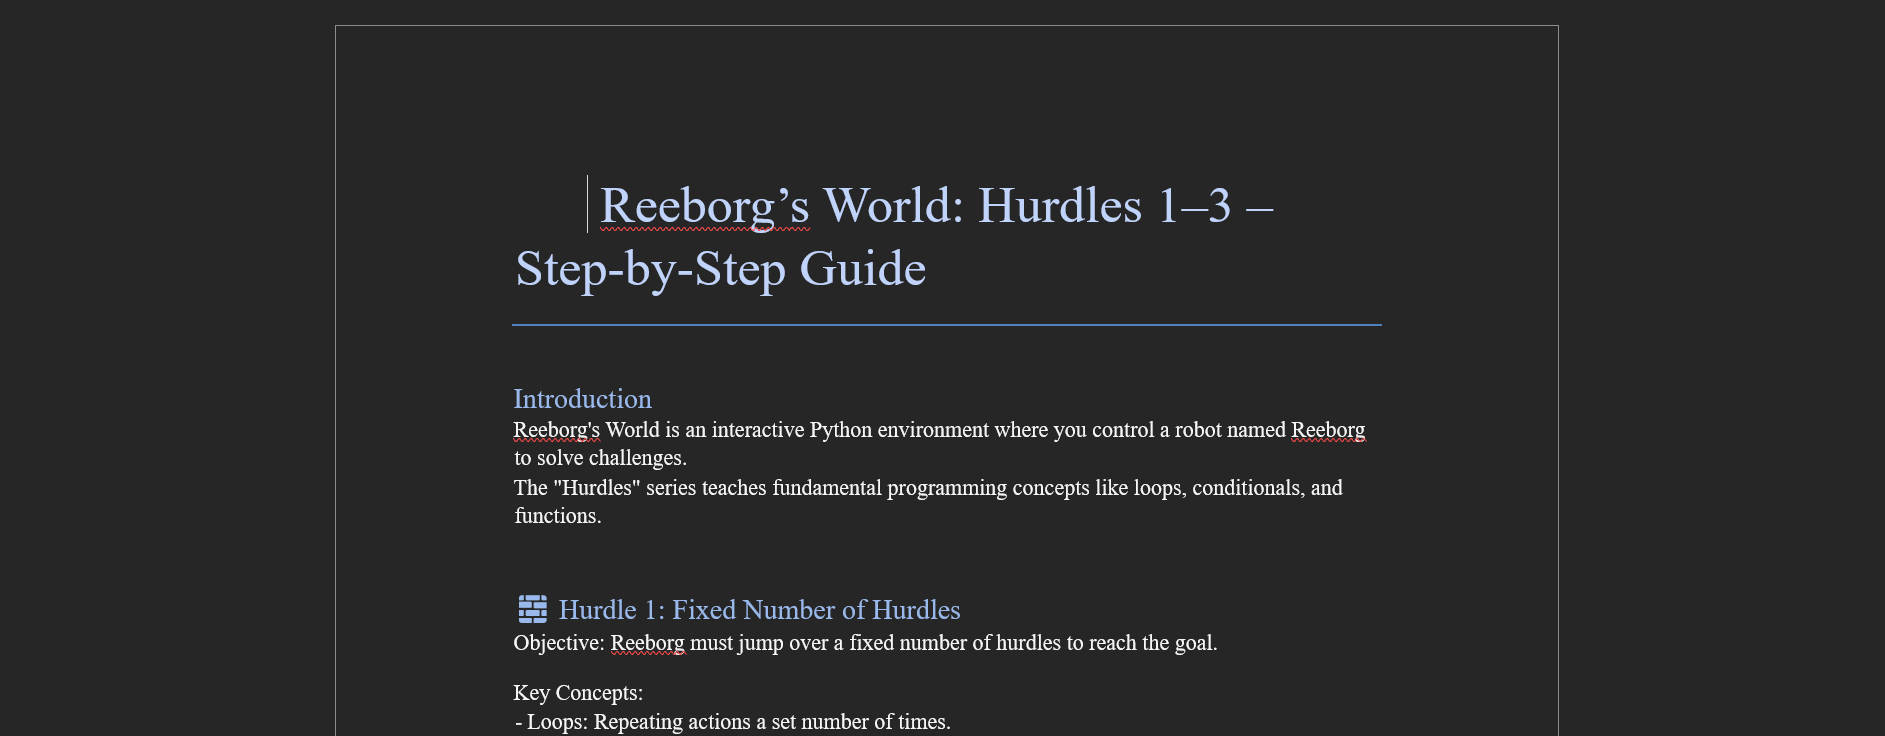 Reeborg’s World: Hurdles 1–3 –
Step-by-Step Guide
Introduction
Reeborg's World is an interactive Python environment where you control a robot named Reeborg
to solve challenges.
The "Hurdles" series teaches fundamental programming concepts like loops, conditionals, and
functions.
Hurdle 1: Fixed Number of Hurdles
Objective: Reeborg must jump over a fixed number of hurdles to reach the goal.
Key Concepts:
- Loops: Repeating actions a set number of times.